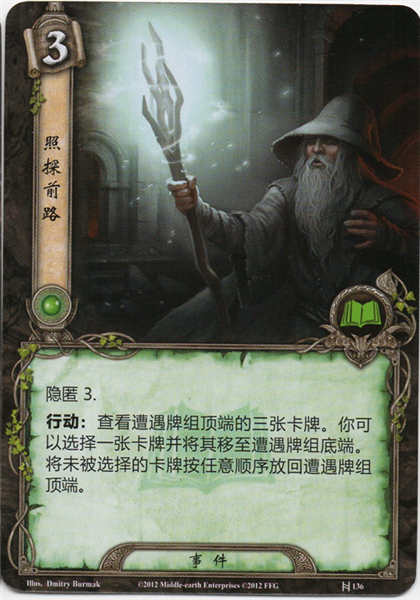 3
照探前路
隐匿 3.
行动：查看遭遇牌组顶端的三张卡牌。你可
以选择一张卡牌并将其移至遭遇牌组底端。
将未被选择的卡牌按任意顺序放回遭遇牌组
顶端。
事件
Illus. Dmitry Burmak
©2012 Middle-earth Enterprises ©2012 FFG
136